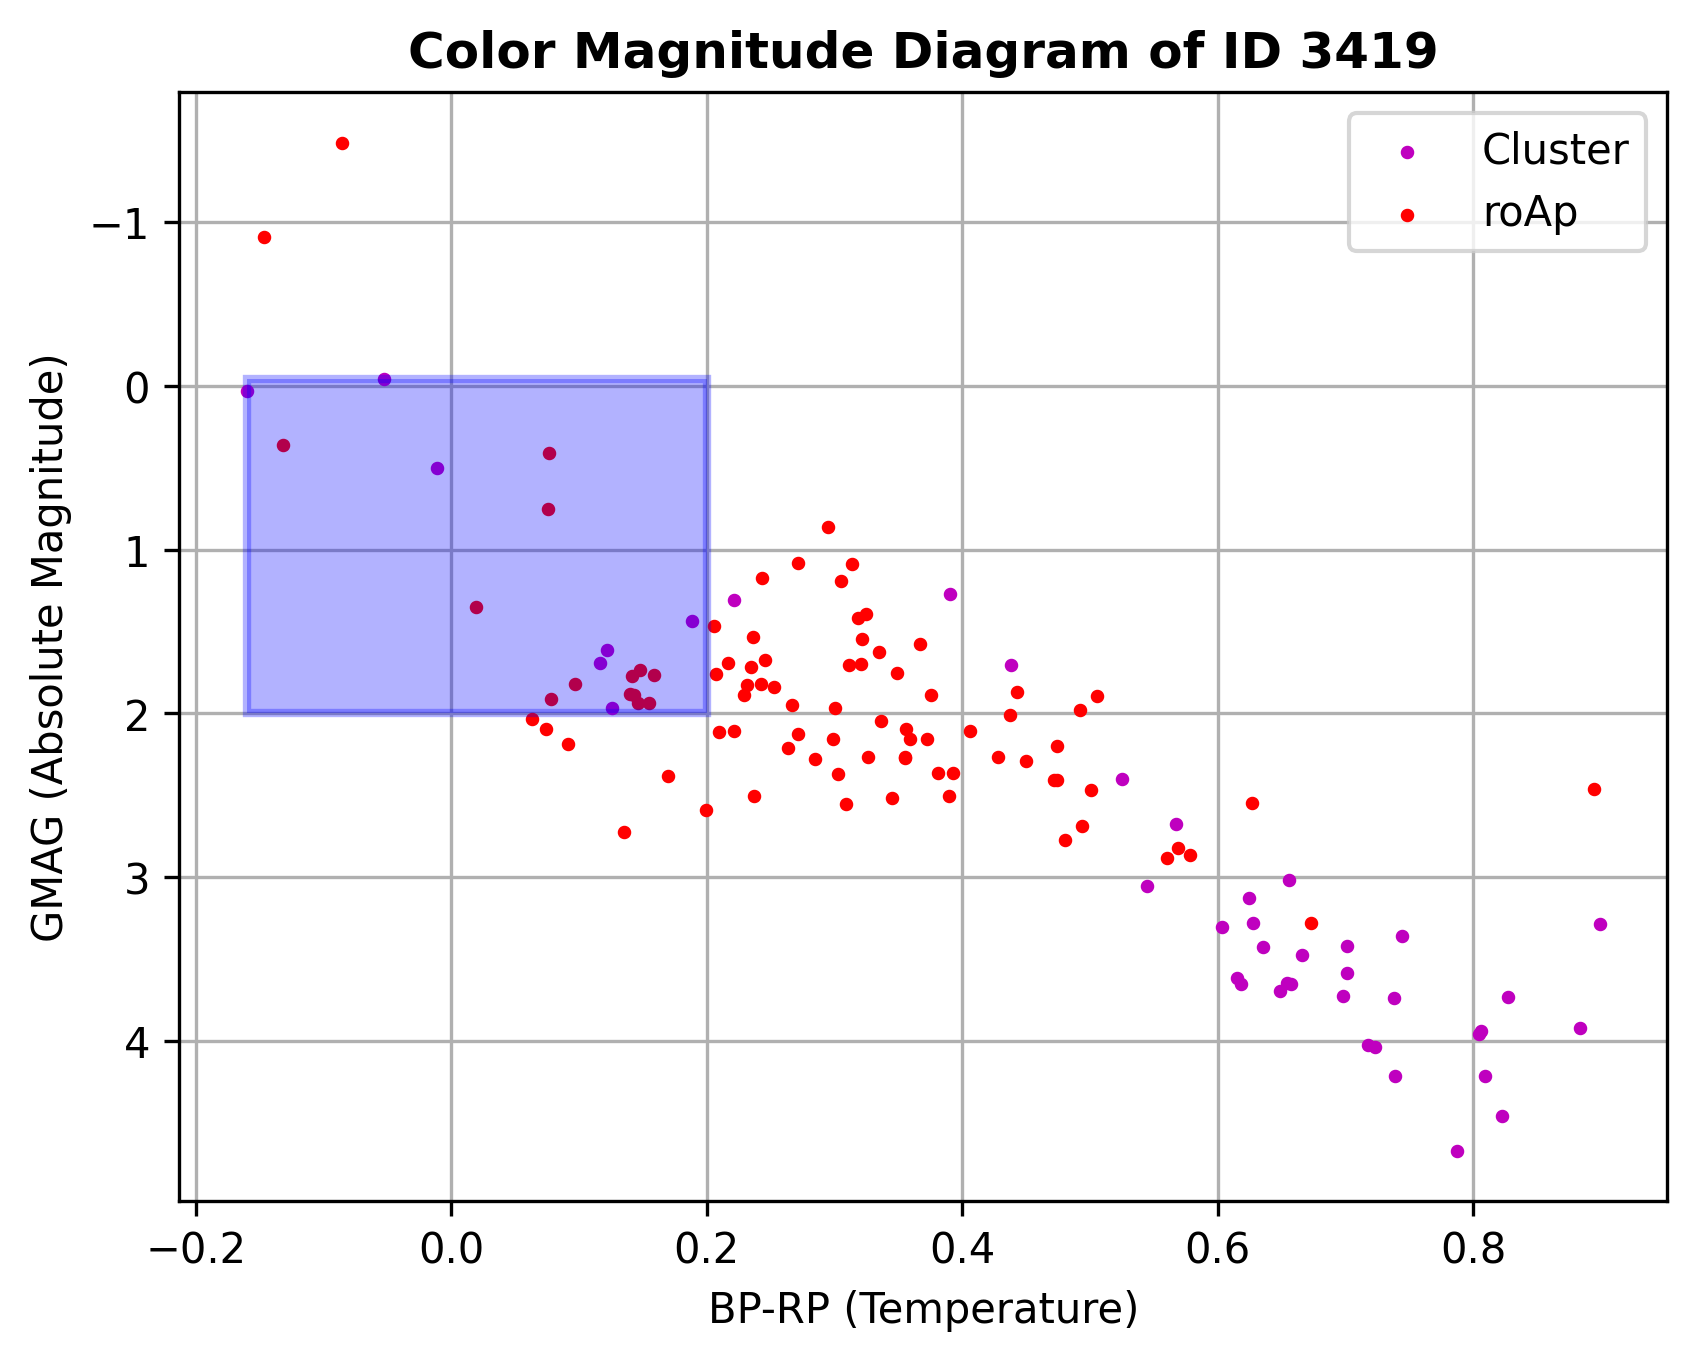 Color Magnitude Diagram of ID 3419
Cluster
roAp
GMAG (Absolute Magnitude)
−1
0
1
2
3
4
−0.2 0.0 0.2 0.4 0.6 0.8
BP-RP (Temperature)